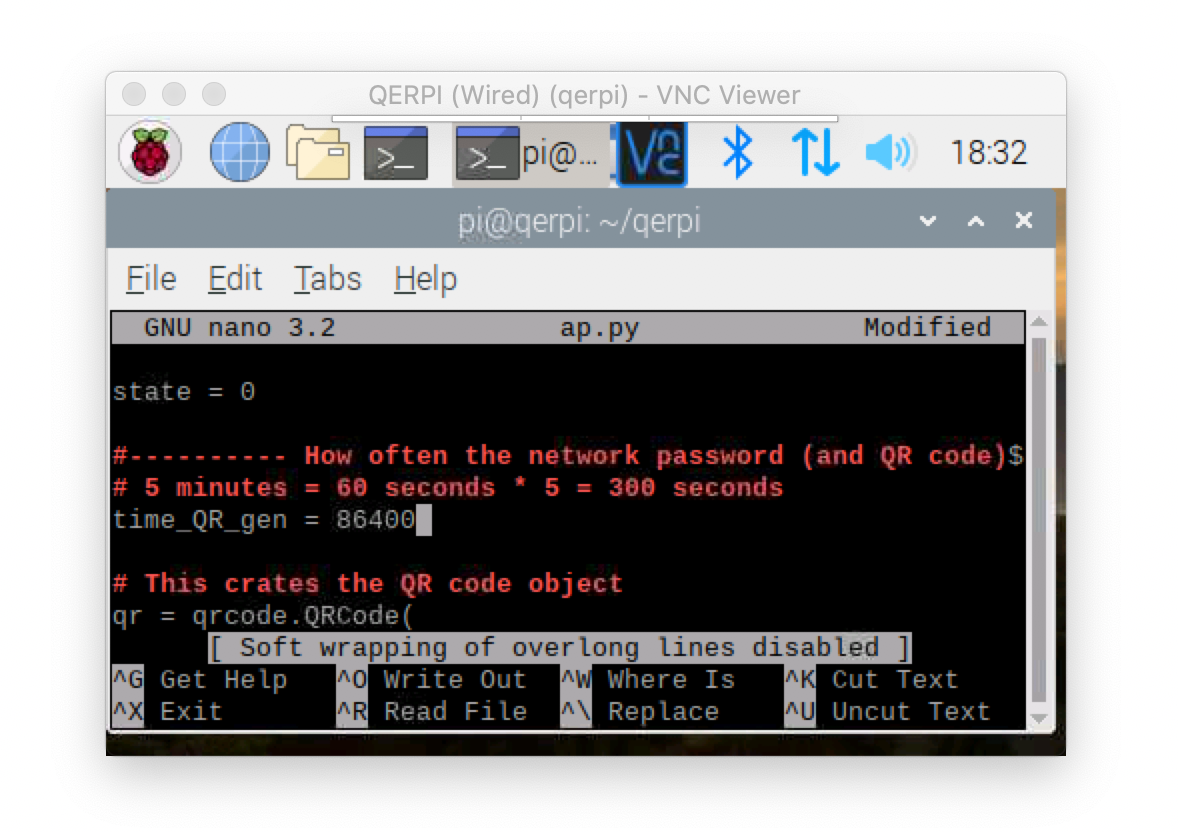 QERPI (Wired) (qerpi) - VNC Viewer
>_ >_ pi@... VNC 18:32
pi@qerpi: ~/qerpi
File Edit Tabs Help
GNU nano 3.2 ap.py Modified
state = 0
#---------- How often the network password (and QR code)$
# 5 minutes = 60 seconds * 5 = 300 seconds
time_QR_gen = 86400
# This crates the QR code object
qr = qrcode.QRCode(
[ Soft wrapping of overlong lines disabled ]
^G Get Help ^O Write Out ^W Where Is ^K Cut Text
^X Exit ^R Read File ^\ Replace ^U Uncut Text